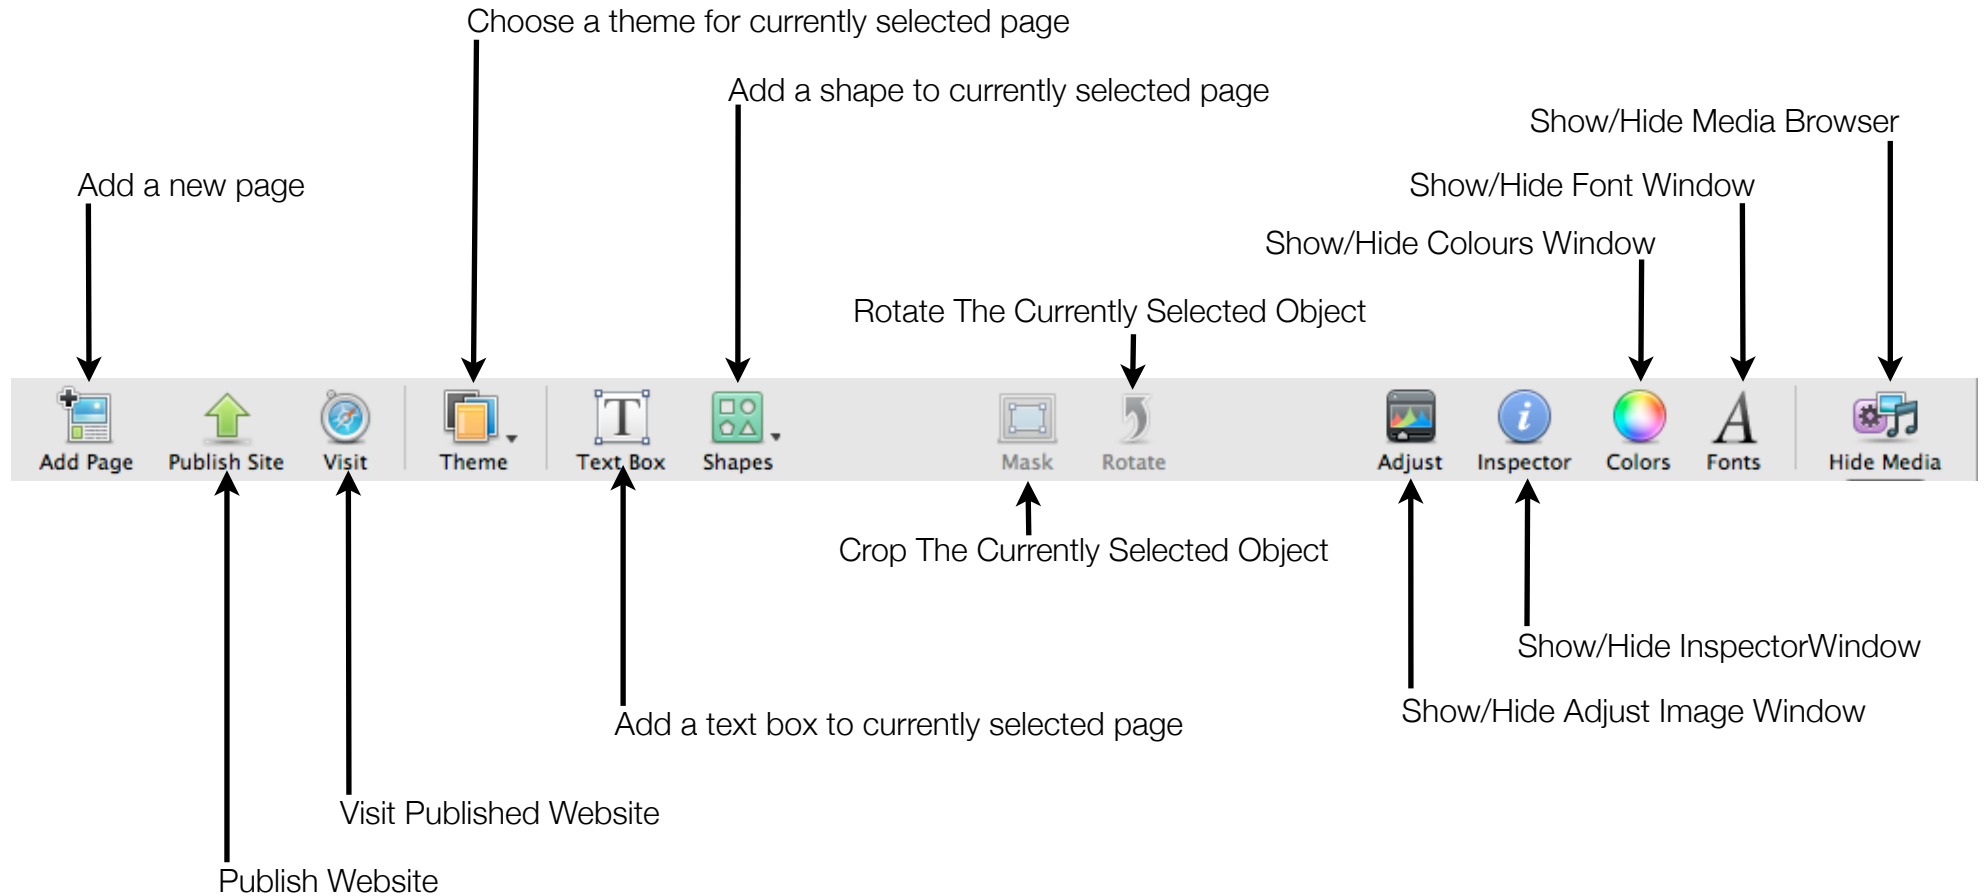 Choose a theme for currently selected page
Add a shape to currently selected page
Show/Hide Media Browser
Add a new page
Show/Hide Font Window
Show/Hide Colours Window
Rotate The Currently Selected Object
Add Page
Publish Site
Visit
Theme
Text Box
Shapes
Mask
Rotate
Adjust
Inspector
Colors
Fonts
Hide Media
Crop The Currently Selected Object
Show/Hide InspectorWindow
Show/Hide Adjust Image Window
Add a text box to currently selected page
Visit Published Website
Publish Website